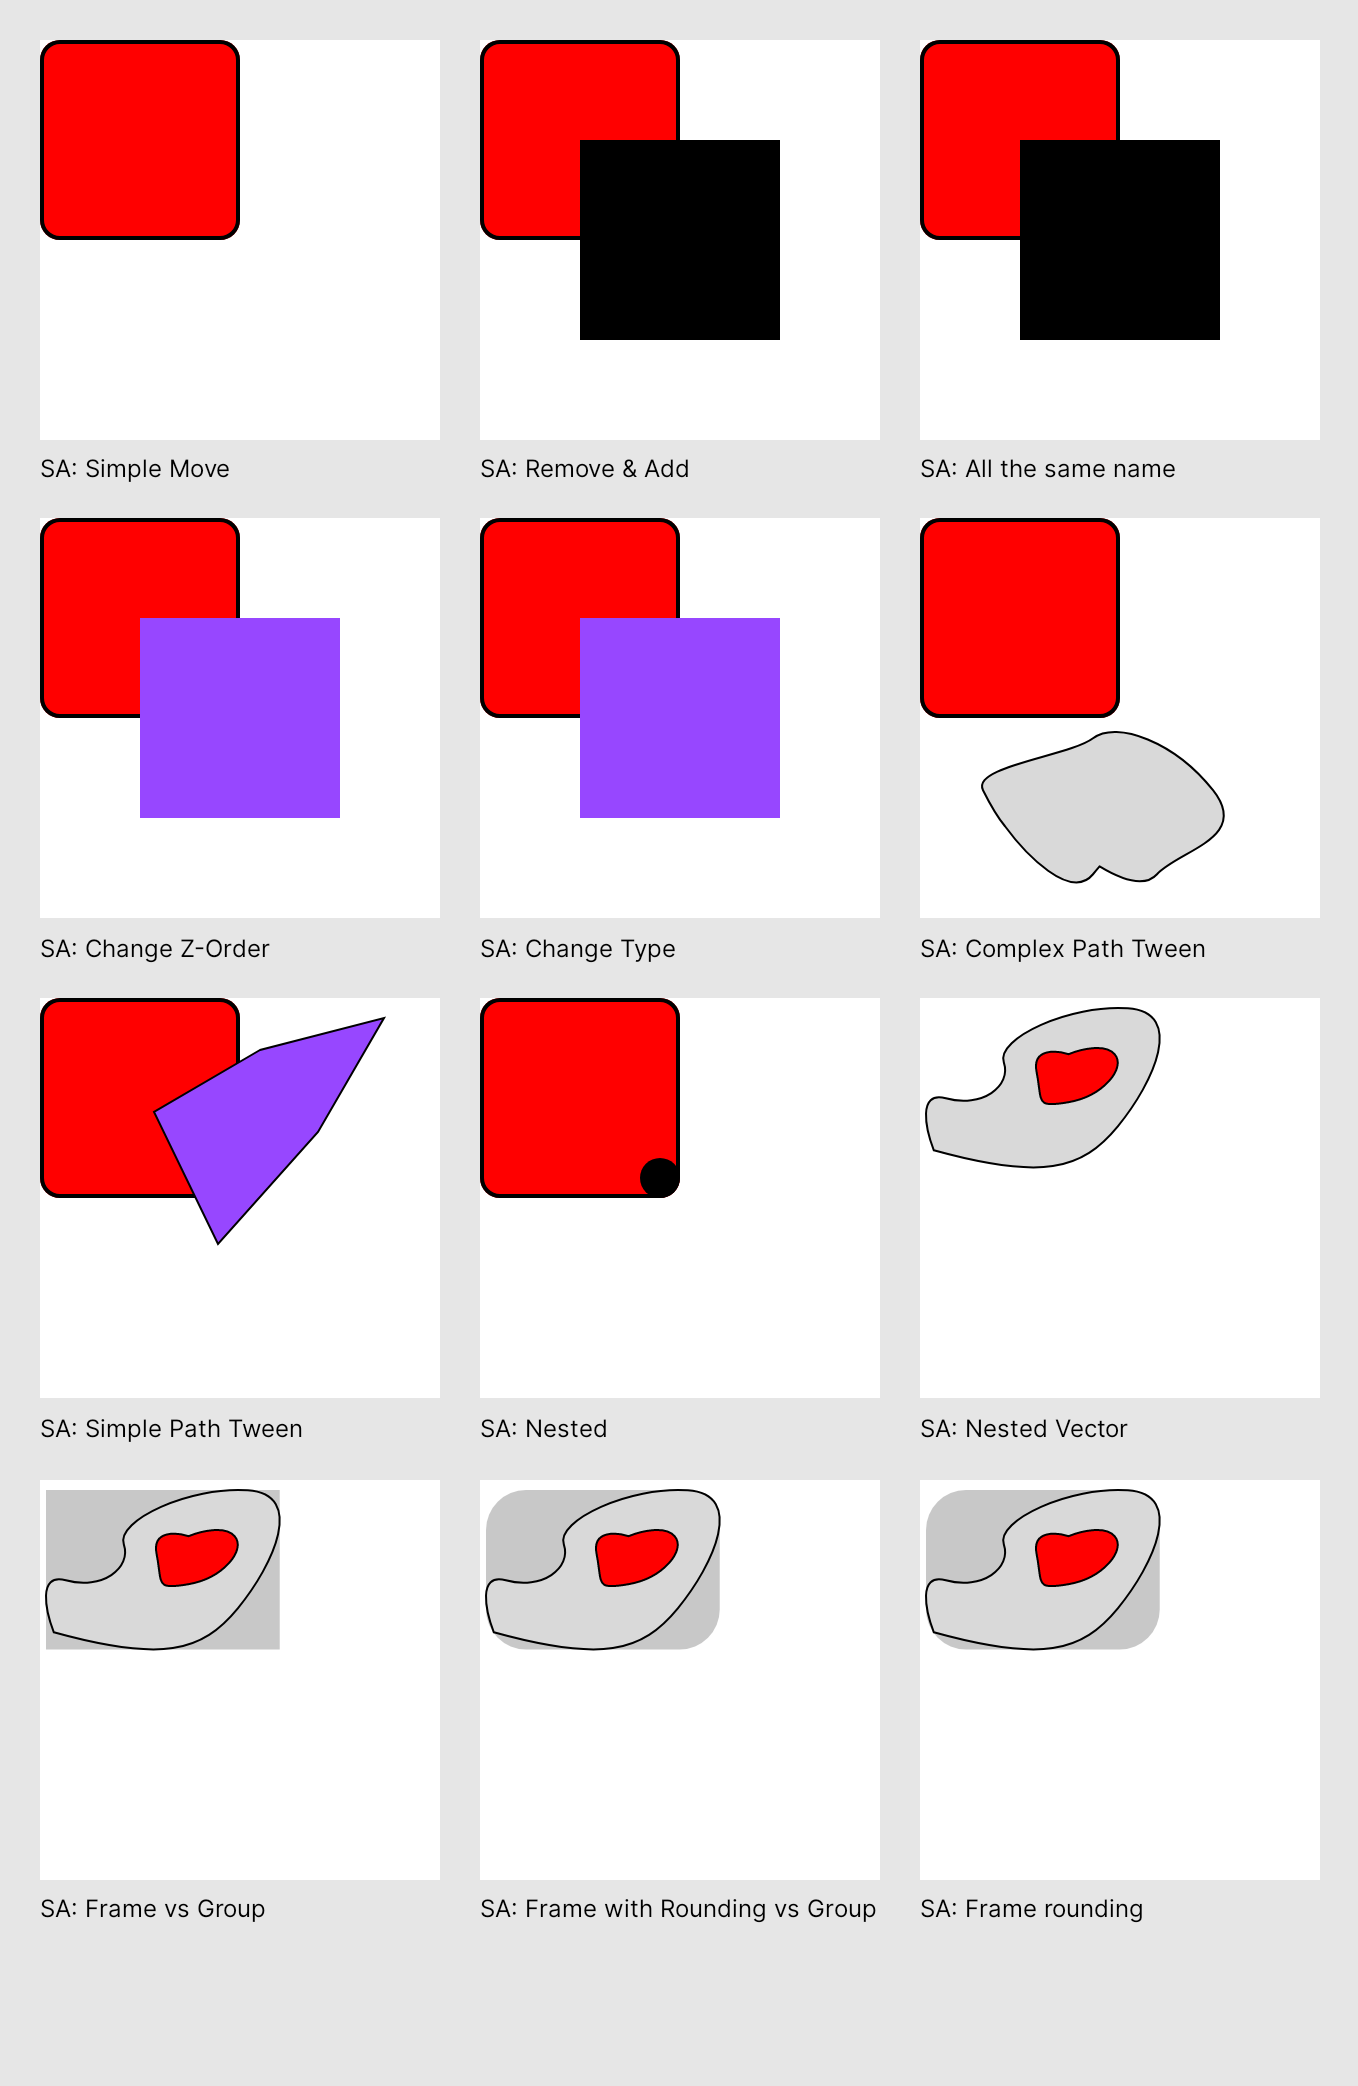 SA: Simple Move
SA: Remove & Add
SA: All the same name
SA: Change Z-Order
SA: Change Type
SA: Complex Path Tween
SA: Simple Path Tween
SA: Nested
SA: Nested Vector
SA: Frame vs Group
SA: Frame with Rounding vs Group
SA: Frame rounding